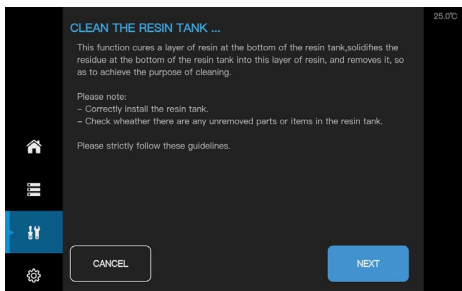 25.0℃
CLEAN THE RESIN TANK ...
This function cures a layer of resin at the bottom of the resin tank,solidifies the
residue at the bottom of the resin tank into this layer of resin, and removes it, so
as to achieve the purpose of cleaning.
Please note:
– Correctly install the resin tank.
– Check wheather there are any unremoved parts or items in the resin tank.
Please strictly follow these guidelines.
CANCEL
NEXT